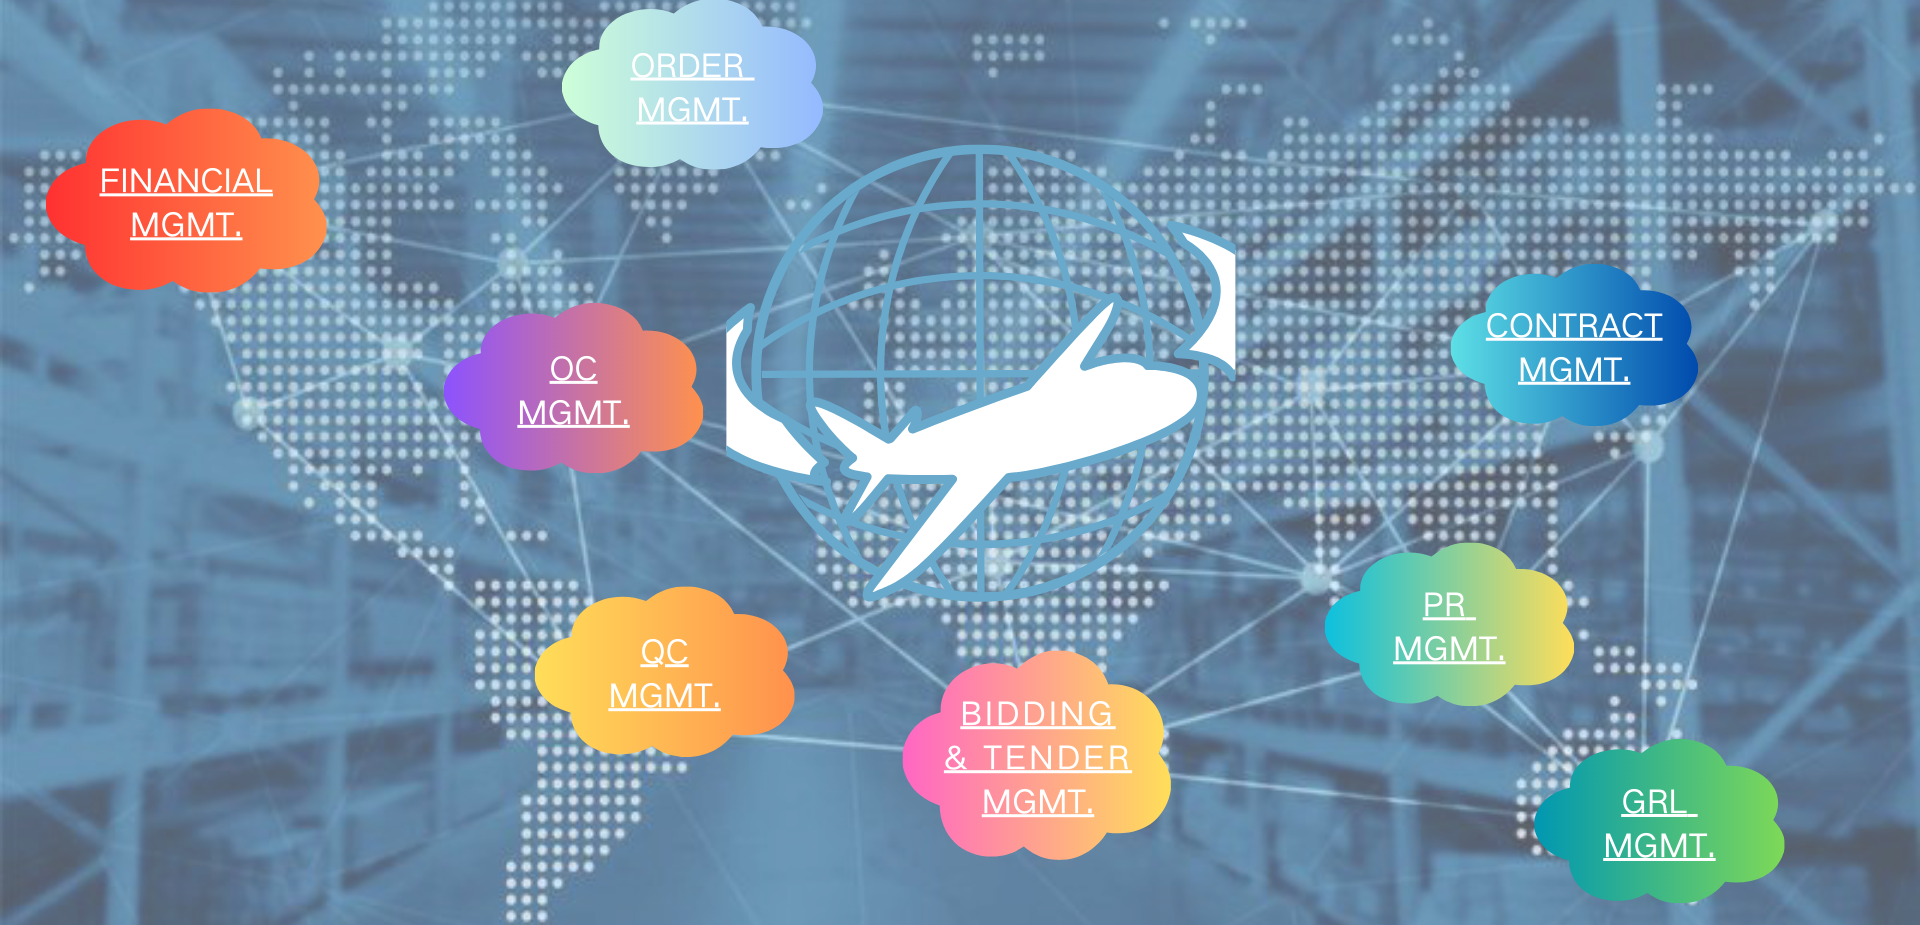 ORDER
MGMT.
FINANCIAL
MGMT.
OC
MGMT.
CONTRACT
MGMT.
QC
MGMT.
PR
MGMT.
BIDDING
& TENDER
MGMT.
GRL
MGMT.